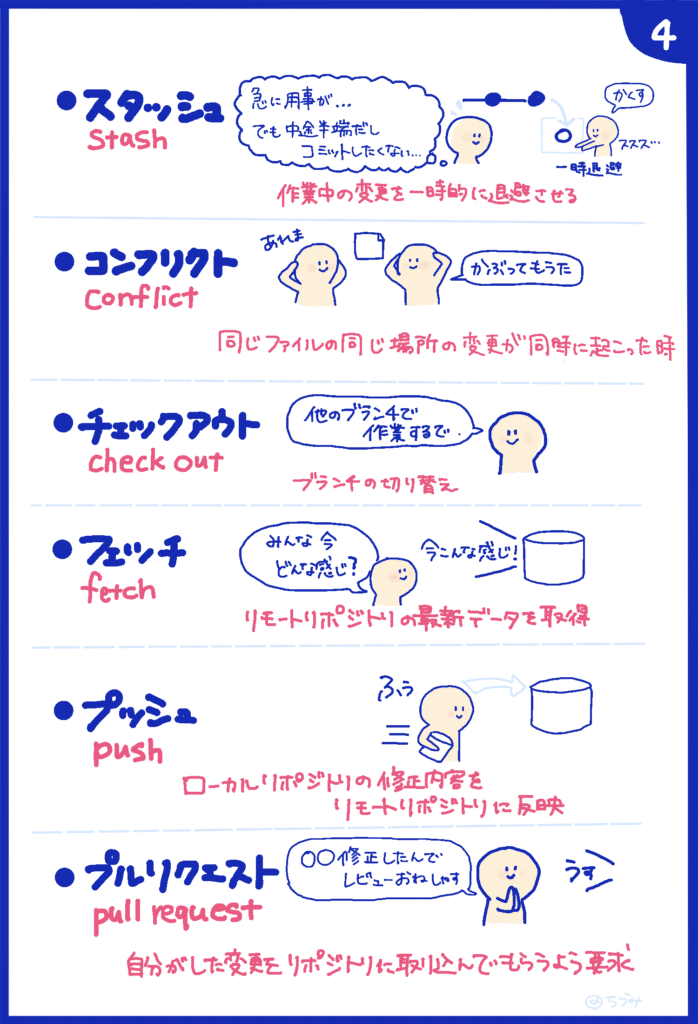 4
●スタッシュ
stash
急に用事が...
でも中途半端だし
コミットしたくない...
かくす
ススス...
一時退避
作業中の変更を一時的に退避させる
●コンフリクト
conflict
あれま
かぶってもうた
同じファイルの同じ場所の変更が同時に起こった時
●チェックアウト
check out
他のブランチで
作業するで.
ブランチの切り替え
●フェッチ
fetch
みんな今
どんな感じ?
今こんな感じ!
リモートリポジトリの最新データを取得
●プッシュ
push
ふぅ
ローカルリポジトリの修正内容を
リモートリポジトリに反映
●プルリクエスト
pull request
○○修正したんで
レビューおねしゃす
うす
自分がした変更をリポジトリに取り込んでもらうよう要求
@ちづみ